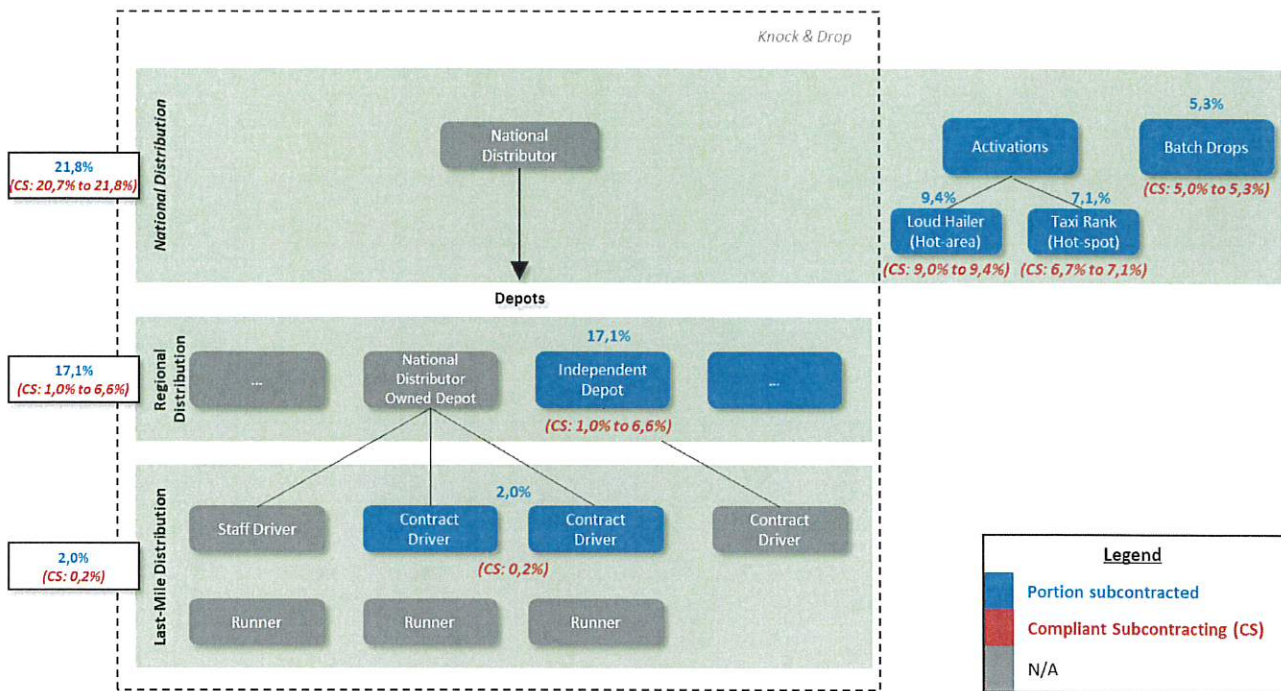 Knock & Drop
National Distribution
21,8%
(CS: 20,7% to 21,8%)
National
Distributor
Activations
5,3%
Batch Drops
(CS: 5,0% to 5,3%)
9,4%
Loud Hailer
(Hot-area)
(CS: 9,0% to 9,4%)
7,1,%
Taxi Rank
(Hot-spot)
(CS: 6,7% to 7,1%)
Depots
17,1%
(CS: 1,0% to 6,6%)
Regional
Distribution
...
National
Distributor
Owned Depot
17,1%
Independent
Depot
(CS: 1,0% to 6,6%)
...
2,0%
(CS: 0,2%)
Last-Mile Distribution
Staff Driver
2,0%
Contract
Driver
Contract
Driver
(CS: 0,2%)
Contract
Driver
Runner
Runner
Runner
Legend
Portion subcontracted
Compliant Subcontracting (CS)
N/A